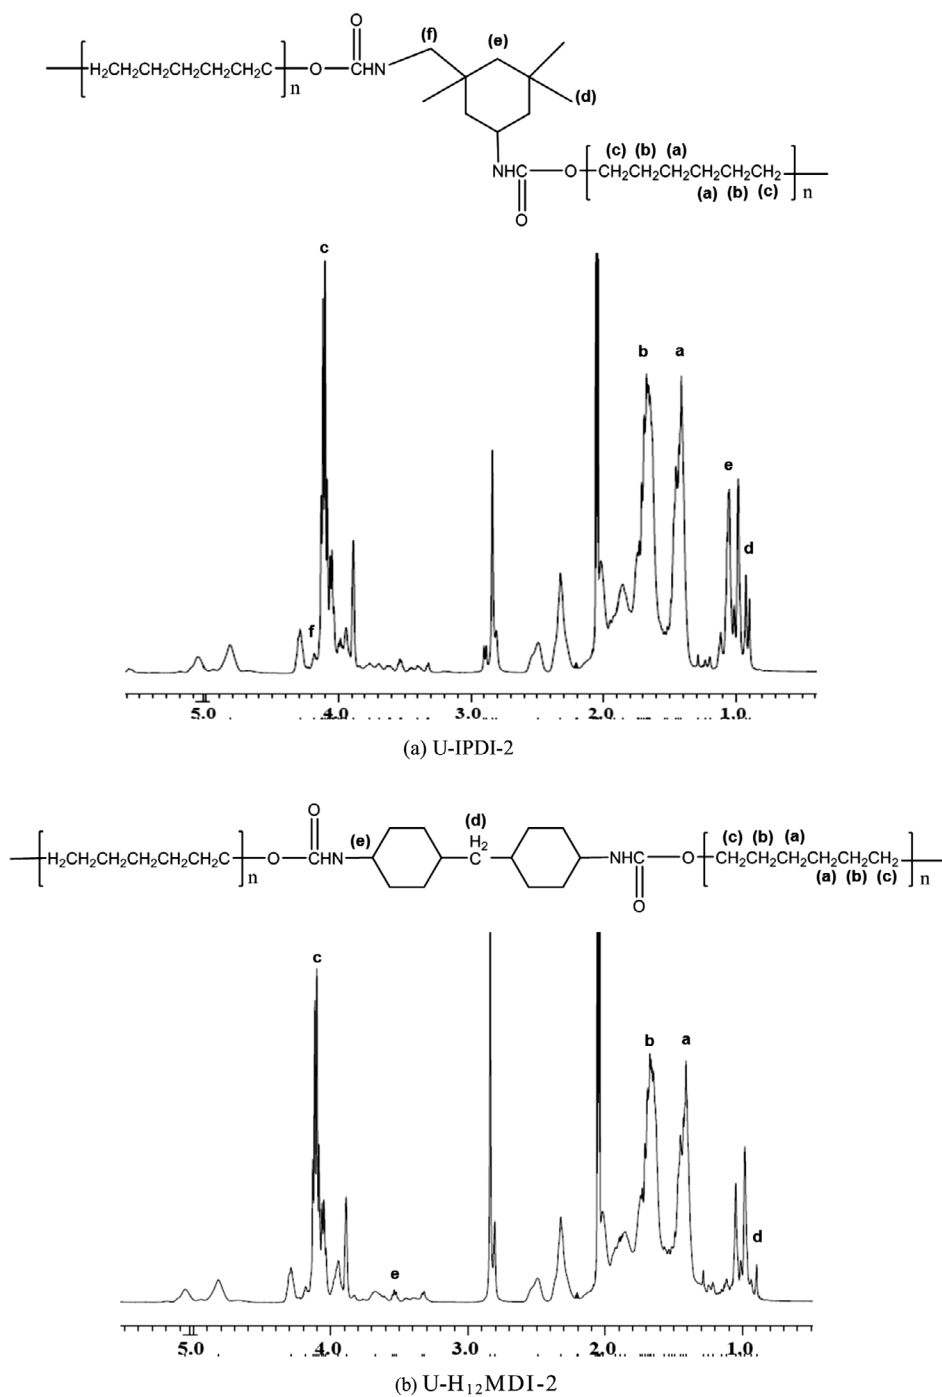 O
(f)
(e)
H₂CH₂CH₂CH₂CH₂CH₂C
n
O
CHN
(d)
NHC
O
(c) (b) (a)
CH₂CH₂CH₂CH₂CH₂CH₂
(a) (b) (c)
n
O
c
b
a
e
d
f
5.0 4.0 3.0 2.0 1.0
(a) U-IPDI-2
O
(d)
H₂
(e)
H₂CH₂CH₂CH₂CH₂CH₂C
n
O
CHN
NHC
O
(c) (b) (a)
CH₂CH₂CH₂CH₂CH₂CH₂
(a) (b) (c)
n
O
c
b
a
d
e
5.0 4.0 3.0 2.0 1.0
(b) U-H₁₂MDI-2